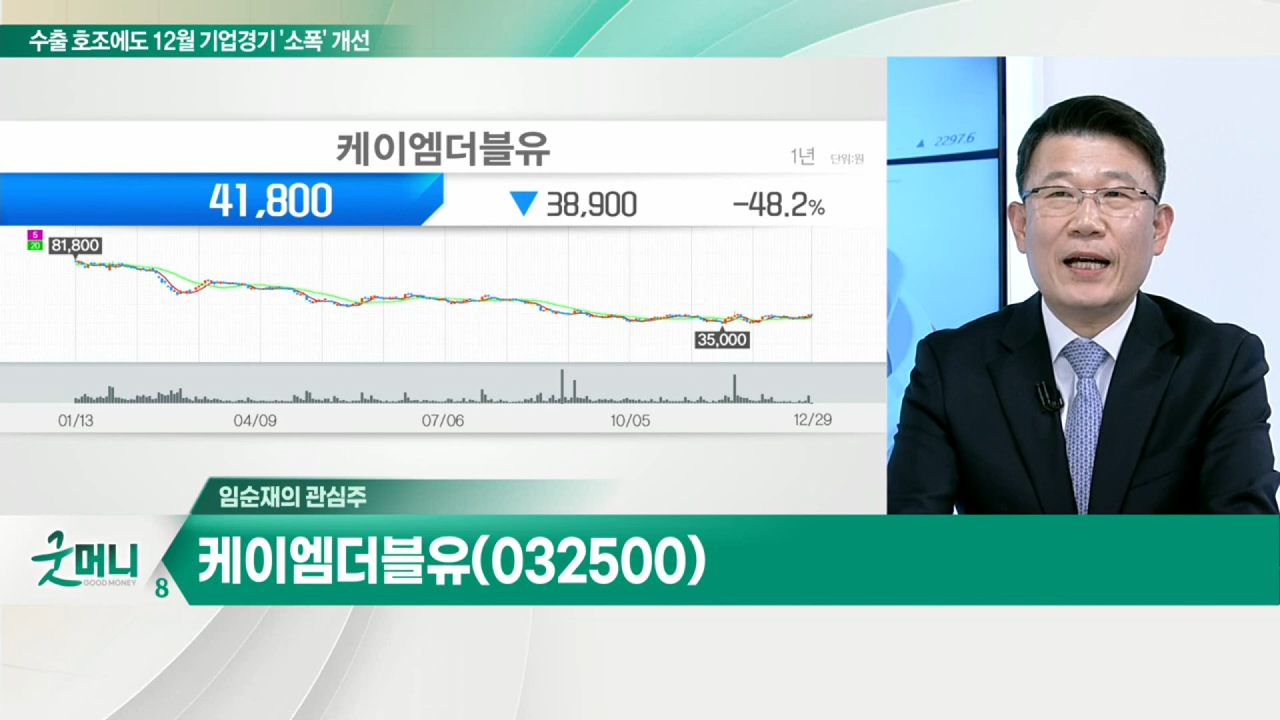 수출 호조에도 12월 기업경기 '소폭' 개선
케이엠더블유
1년 단위:원
41,800 ▼ 38,900 -48.2%
5
20
81,800
35,000
01/13 04/09 07/06 10/05 12/29
▲ 2297.6
임순재의 관심주
굿머니
GOOD MONEY
8
케이엠더블유(032500)